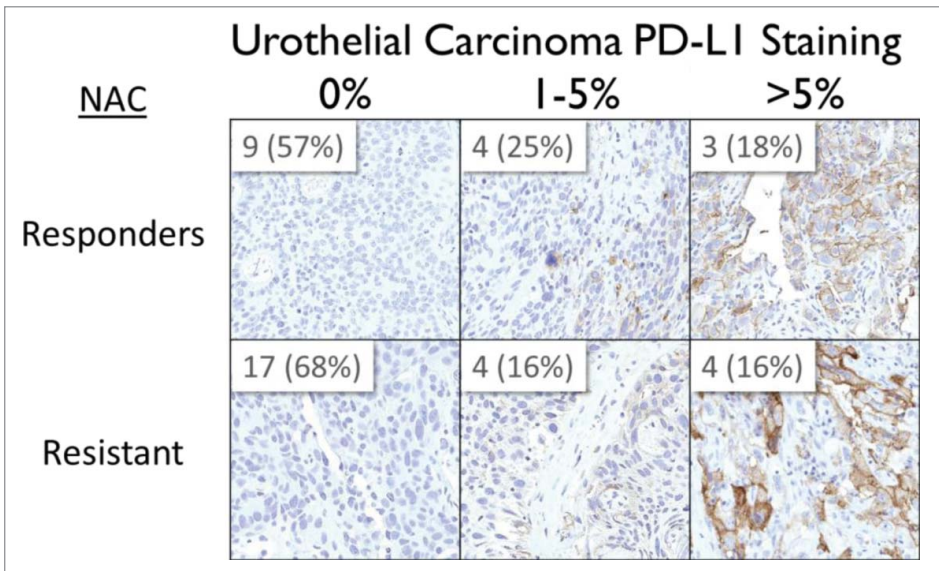 Urothelial Carcinoma PD-L1 Staining
NAC 0% 1-5% >5%
9 (57%) 4 (25%) 3 (18%)
Responders
17 (68%) 4 (16%) 4 (16%)
Resistant